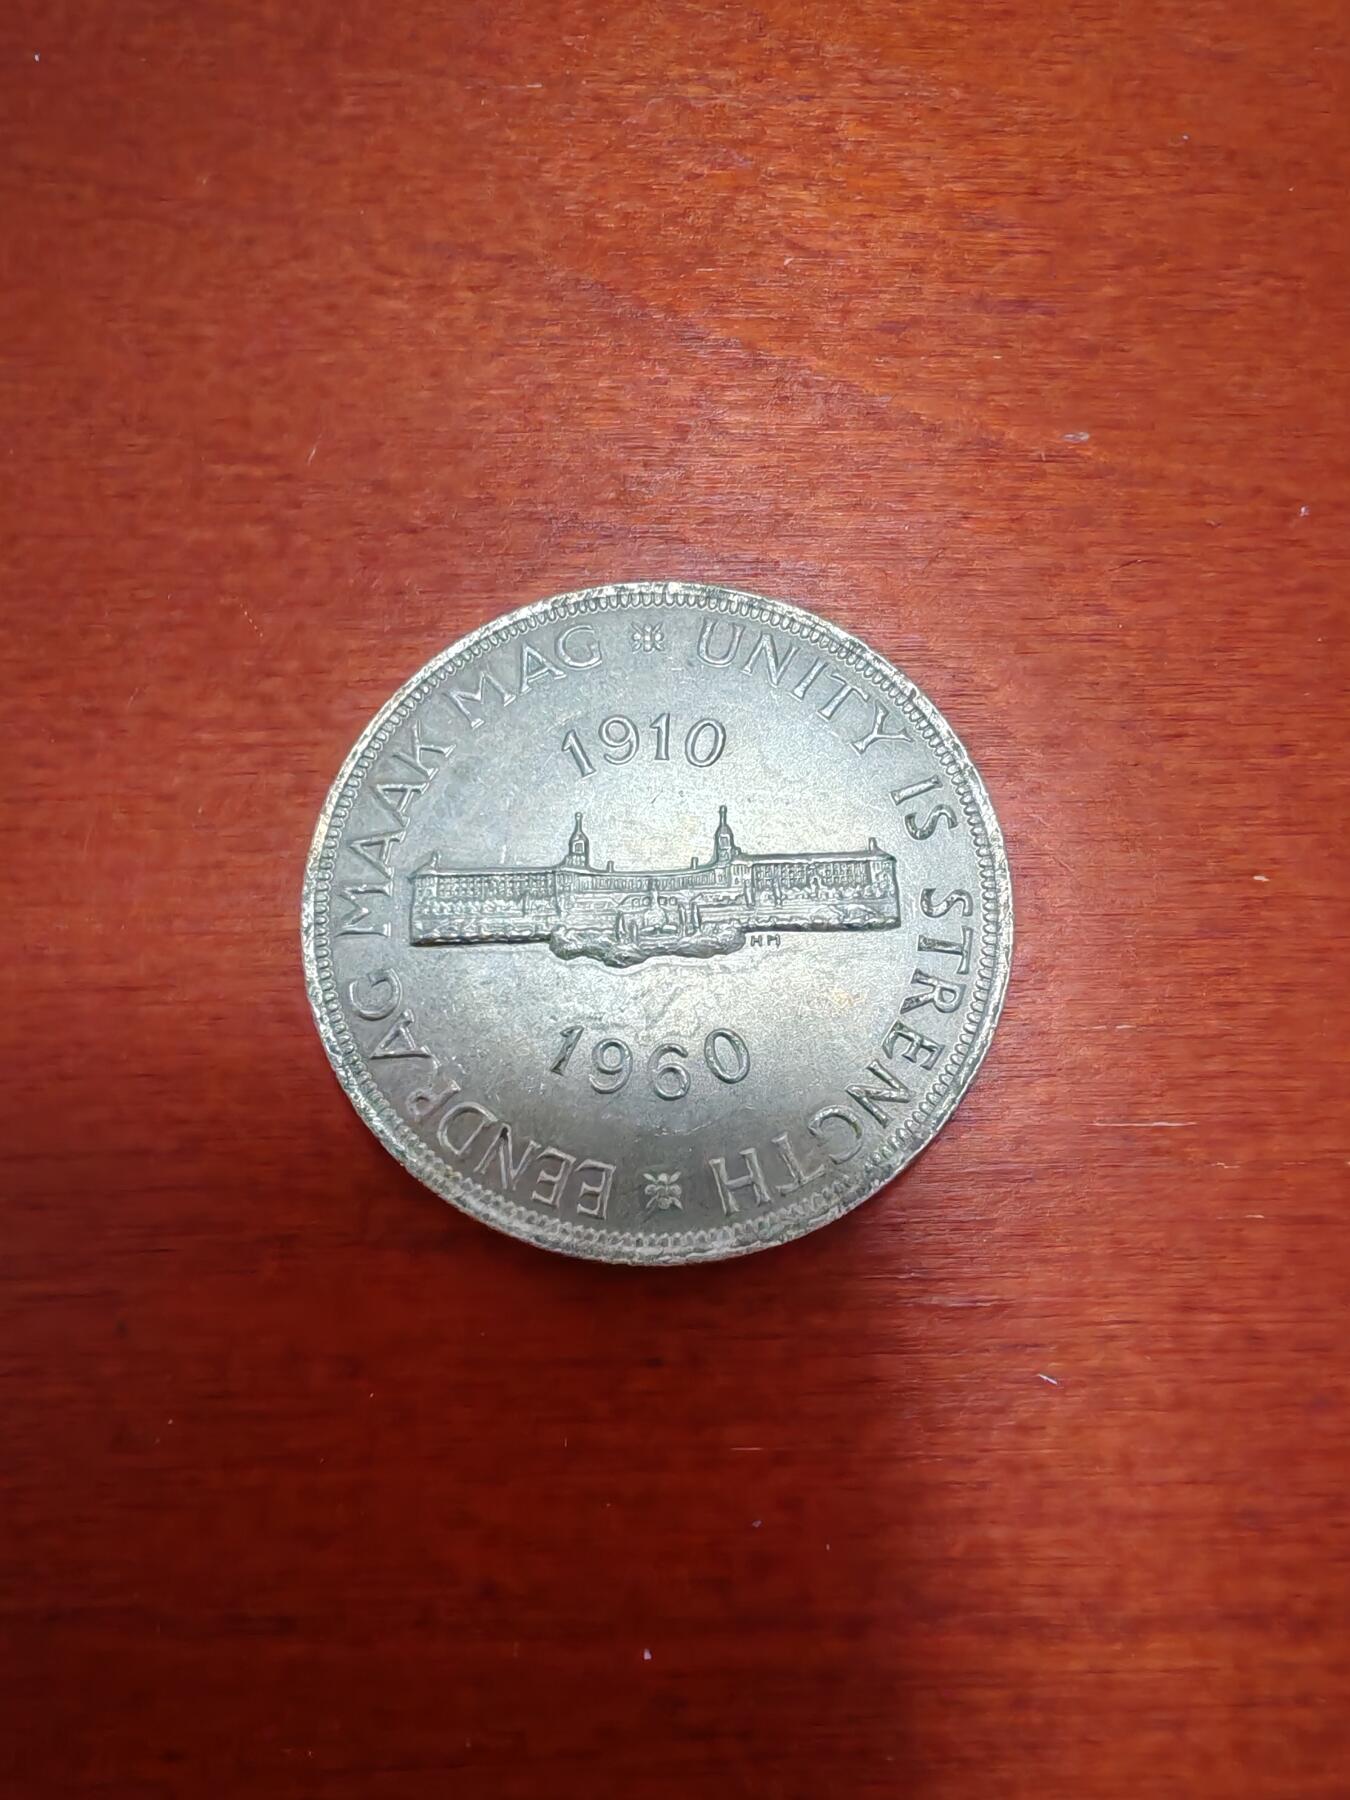 EENDRAG MAAK MAG
UNITY IS STRENGTH
1910
HM
1960